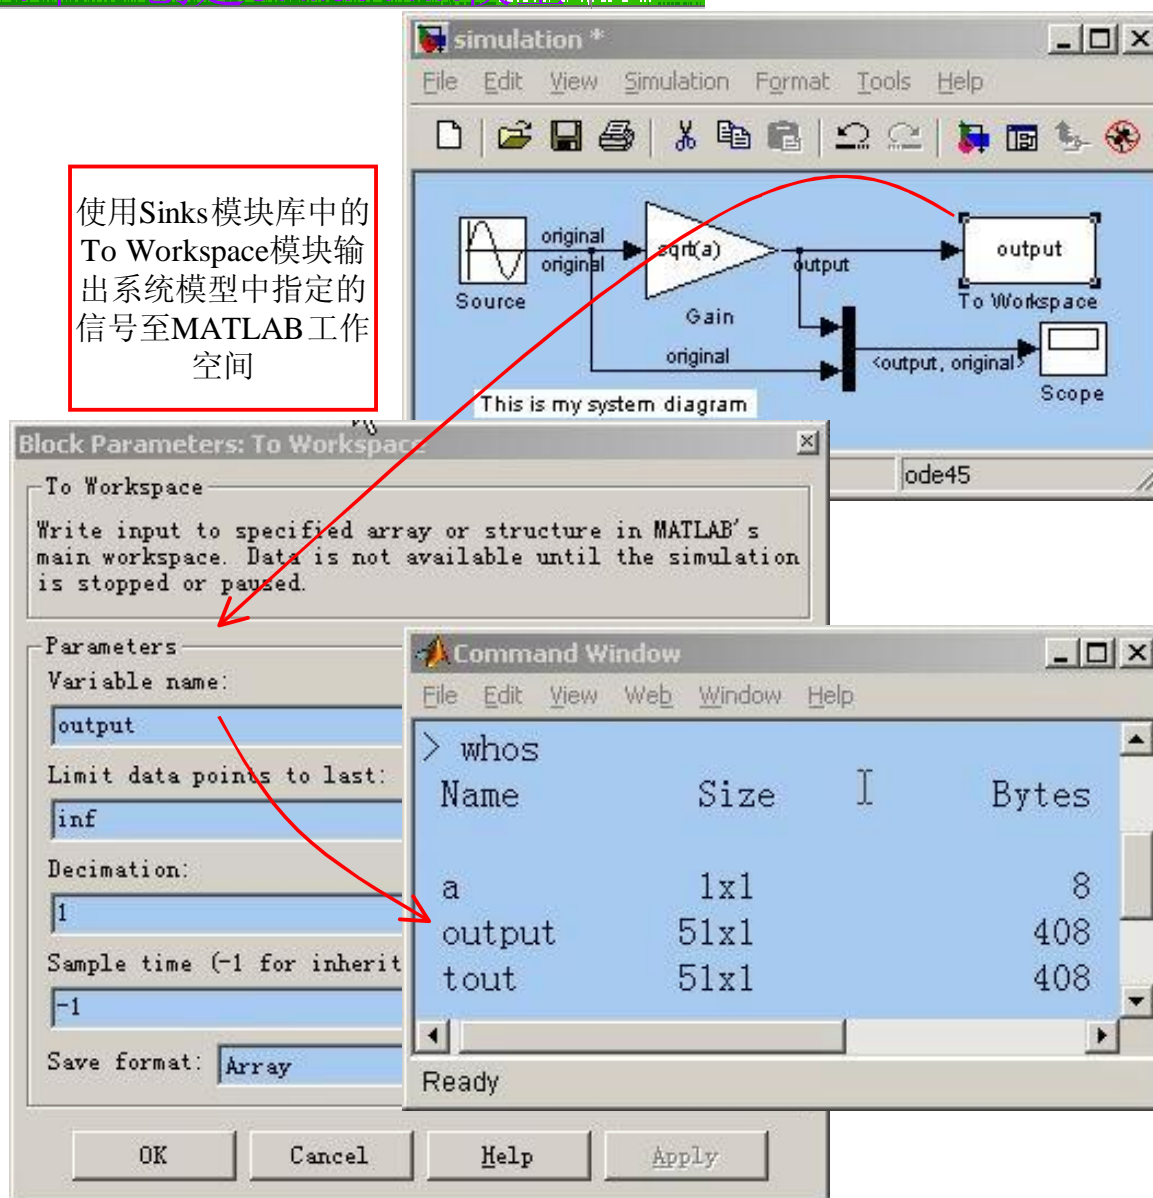 simulation *
File Edit View Simulation Format Tools Help
使用Sinks模块库中的
To Workspace模块输
出系统模型中指定的
信号至MATLAB工作
空间
original
original
sqrt(a)
output
output
Source
Gain
To Workspace
original
<output, original>
Scope
This is my system diagram
ode45
Block Parameters: To Workspace
To Workspace
Write input to specified array or structure in MATLAB's
main workspace. Data is not available until the simulation
is stopped or paused.
Parameters
Variable name:
output
Limit data points to last:
inf
Decimation:
1
Sample time (-1 for inherit
-1
Save format: Array
OK Cancel Help Apply
Command Window
File Edit View Web Window Help
> whos
Name Size Bytes
a 1x1 8
output 51x1 408
tout 51x1 408
Ready